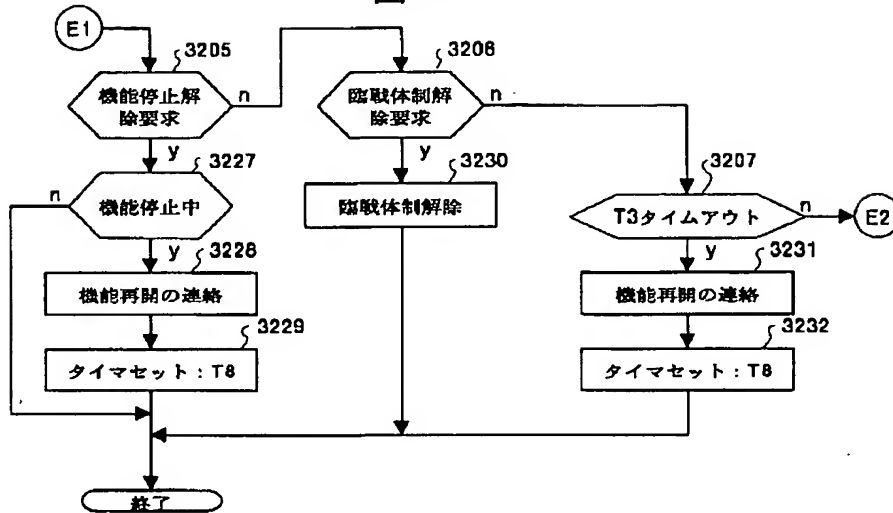 図
E1
3205
機能停止解
除要求
n
y
3206
臨戦体制解
除要求
n
y
3227
機能停止中
n
y
3230
臨戦体制解除
3207
T3タイムアウト
n
E2
y
3228
機能再開の連絡
3231
機能再開の連絡
3229
タイマセット:T8
3232
タイマセット:T8
終了